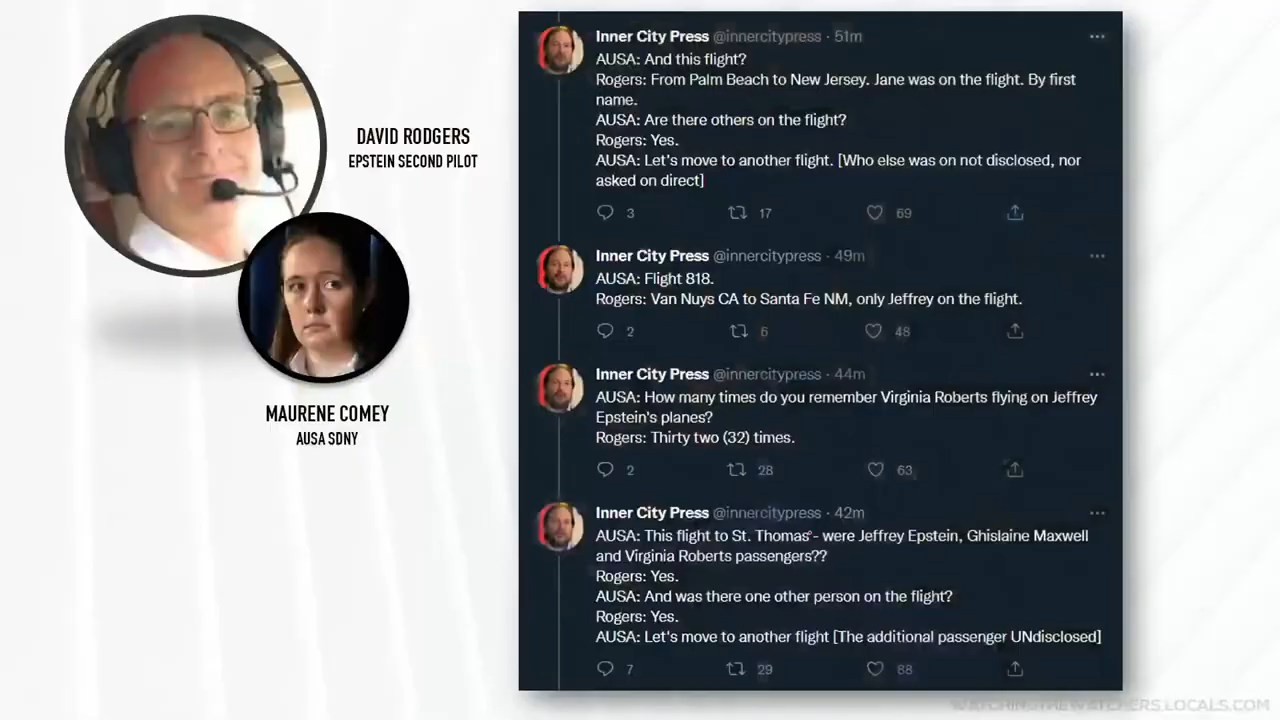 DAVID RODGERS
EPSTEIN SECOND PILOT
MAURENE COMEY
AUSA SDNY
Inner City Press @innercitypress · 51m
AUSA: And this flight?
Rogers: From Palm Beach to New Jersey. Jane was on the flight. By first
name.
AUSA: Are there others on the flight?
Rogers: Yes.
AUSA: Let's move to another flight. [Who else was on not disclosed, nor
asked on direct]
3 17 69
Inner City Press @innercitypress · 49m
AUSA: Flight 818.
Rogers: Van Nuys CA to Santa Fe NM, only Jeffrey on the flight.
2 6 48
Inner City Press @innercitypress · 44m
AUSA: How many times do you remember Virginia Roberts flying on Jeffrey
Epstein's planes?
Rogers: Thirty two (32) times.
2 28 63
Inner City Press @innercitypress · 42m
AUSA: This flight to St. Thomas - were Jeffrey Epstein, Ghislaine Maxwell
and Virginia Roberts passengers??
Rogers: Yes.
AUSA: And was there one other person on the flight?
Rogers: Yes.
AUSA: Let's move to another flight [The additional passenger UNdisclosed]
7 29 88
WATCHINGTHEWATCHERS.LOCALS.COM